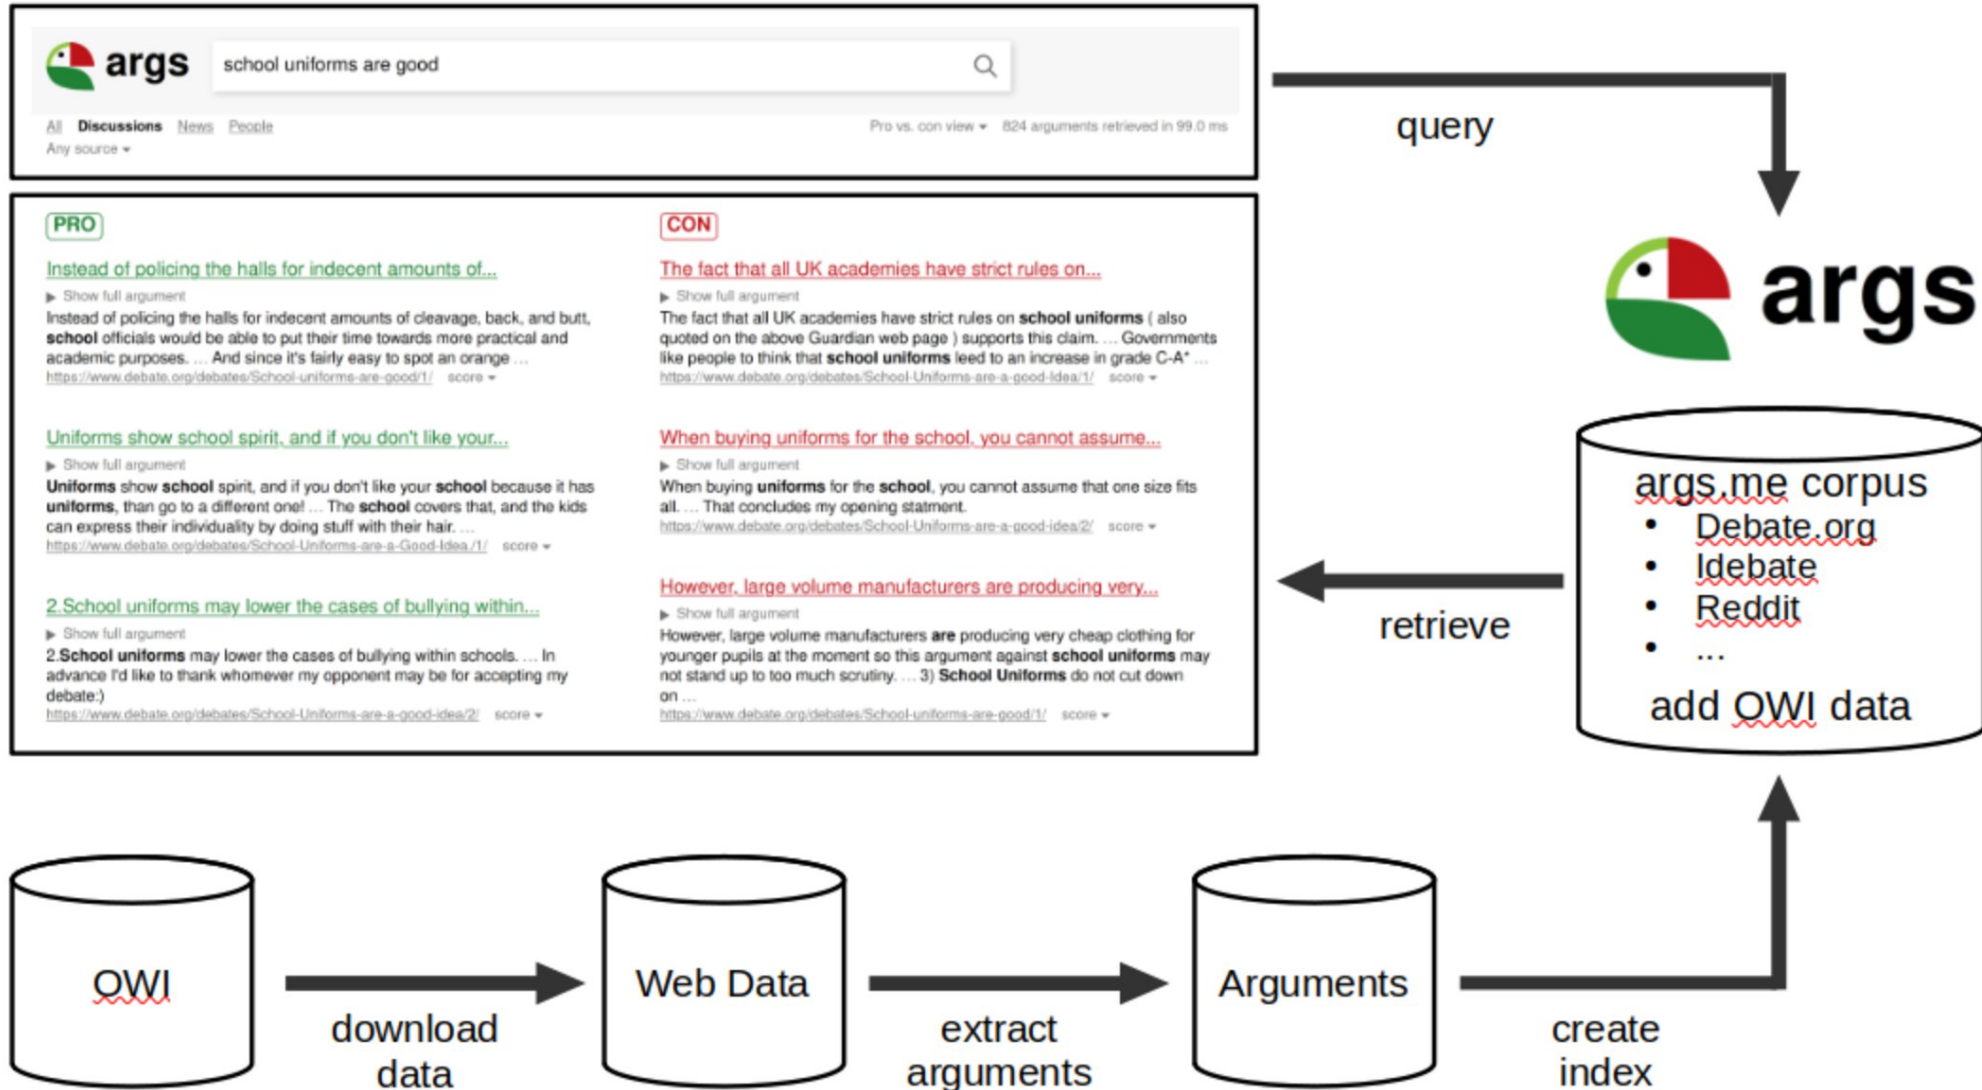 args
school uniforms are good
All Discussions News People
Pro vs. con view 824 arguments retrieved in 99.0 ms
Any source
query
PRO
Instead of policing the halls for indecent amounts of...
Show full argument
Instead of policing the halls for indecent amounts of cleavage, back, and butt,
school officials would be able to put their time towards more practical and
academic purposes. ... And since it's fairly easy to spot an orange ...
https://www.debate.org/debates/School-uniforms-are-good/1/ score
Uniforms show school spirit, and if you don't like your...
Show full argument
Uniforms show school spirit, and if you don't like your school because it has
uniforms, than go to a different one! ... The school covers that, and the kids
can express their individuality by doing stuff with their hair. ...
https://www.debate.org/debates/School-Uniforms-are-a-Good-Idea./1/ score
2.School uniforms may lower the cases of bullying within...
Show full argument
2.School uniforms may lower the cases of bullying within schools. ... In
advance I'd like to thank whomever my opponent may be for accepting my
debate:)
https://www.debate.org/debates/School-Uniforms-are-a-good-idea/2/ score
CON
The fact that all UK academies have strict rules on...
Show full argument
The fact that all UK academies have strict rules on school uniforms ( also
quoted on the above Guardian web page ) supports this claim. ... Governments
like people to think that school uniforms leed to an increase in grade C-A* ...
https://www.debate.org/debates/School-Uniforms-are-a-good-Idea/1/ score
When buying uniforms for the school, you cannot assume...
Show full argument
When buying uniforms for the school, you cannot assume that one size fits
all. ... That concludes my opening statment.
https://www.debate.org/debates/School-Uniforms-are-a-good-idea/2/ score
However, large volume manufacturers are producing very...
Show full argument
However, large volume manufacturers are producing very cheap clothing for
younger pupils at the moment so this argument against school uniforms may
not stand up to too much scrutiny. ... 3) School Uniforms do not cut down
on ...
https://www.debate.org/debates/School-uniforms-are-good/1/ score
args
args.me corpus
• Debate.org
• Idebate
• Reddit
• ...
add OWI data
retrieve
OWI
download
data
Web Data
extract
arguments
Arguments
create
index